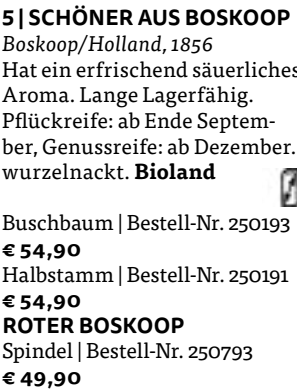 5 | SCHÖNER AUS BOSKOOP
Boskoop/Holland, 1856
Hat ein erfrischend säuerliches
Aroma. Lange Lagerfähig.
Pflückreife: ab Ende Septem-
ber, Genussreife: ab Dezember.
wurzelnackt. Bioland
Buschbaum | Bestell-Nr. 250193
€ 54,90
Halbstamm | Bestell-Nr. 250191
€ 54,90
ROTER BOSKOOP
Spindel | Bestell-Nr. 250793
€ 49,90